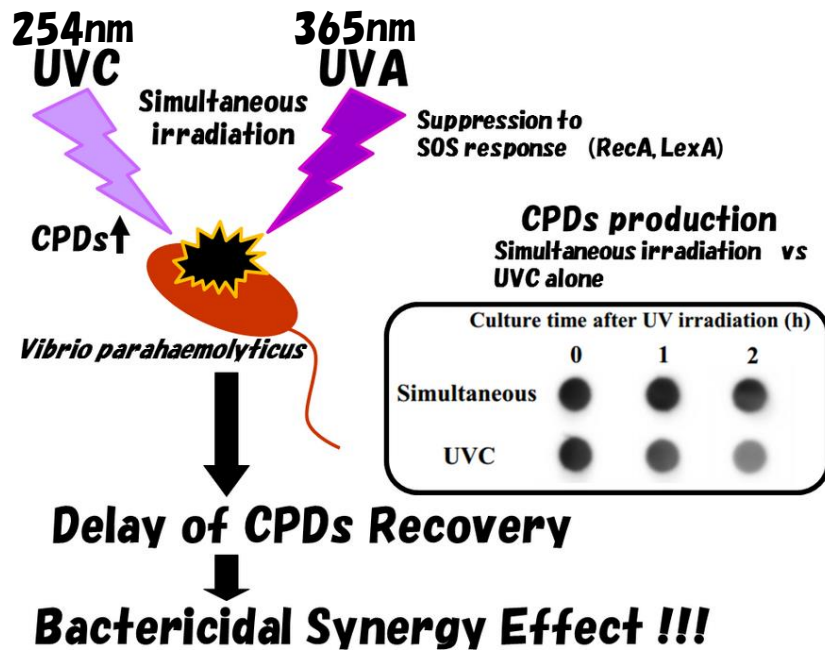 254nm
UVC
365nm
UVA
Simultaneous
irradiation
Suppression to
SOS response (RecA, LexA)
CPDs
CPDs production
Simultaneous irradiation vs
UVC alone
Vibrio parahaemolyticus
Culture time after UV irradiation (h)
0 1 2
Simultaneous
UVC
Delay of CPDs Recovery
Bactericidal Synergy Effect !!!